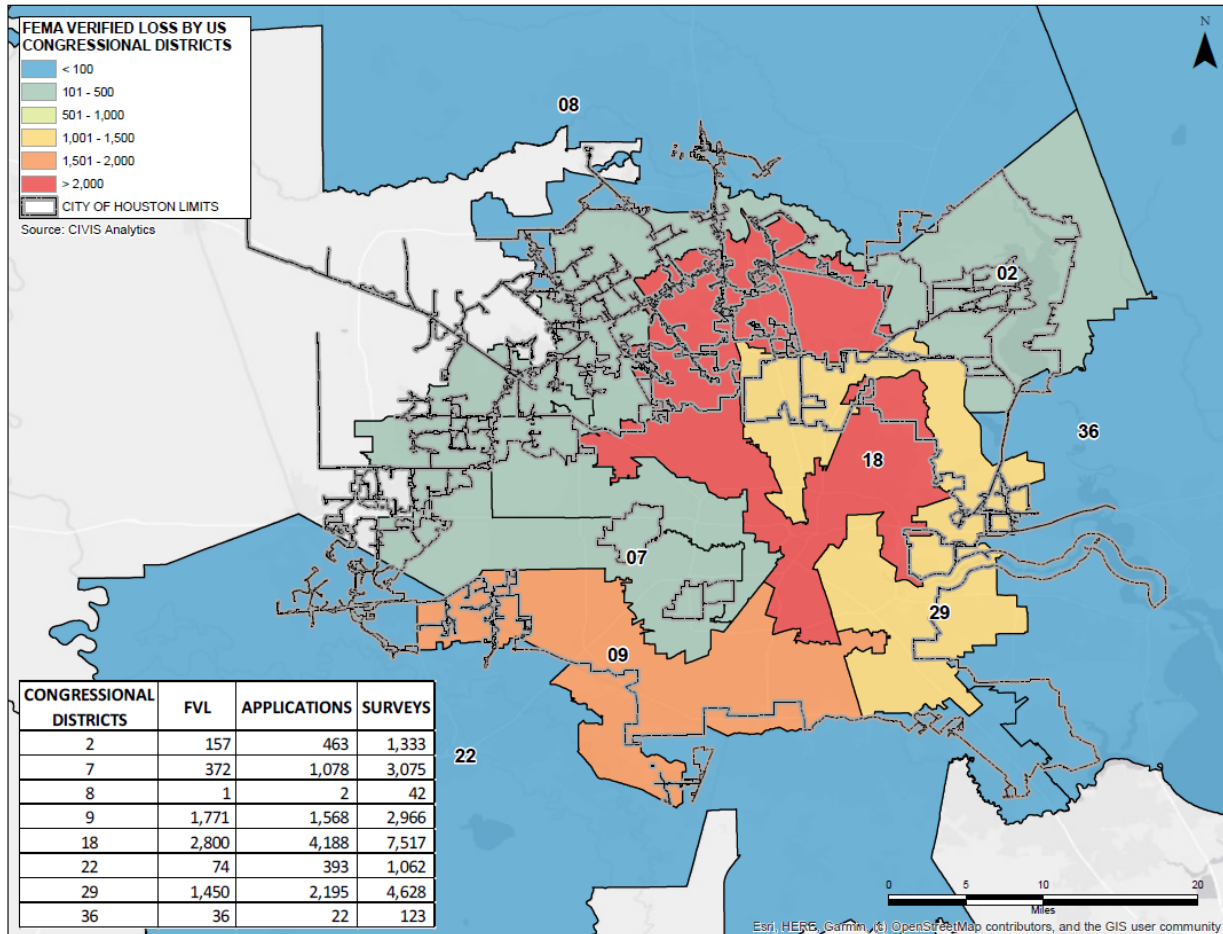 FEMA VERIFIED LOSS BY US
CONGRESSIONAL DISTRICTS
< 100
101 - 500
501 - 1,000
1,001 - 1,500
1,501 - 2,000
> 2,000
CITY OF HOUSTON LIMITS
Source: CIVIS Analytics
N
08
02
36
18
07
29
09
22
CONGRESSIONAL DISTRICTS FVL APPLICATIONS SURVEYS
2 157 463 1,333
7 372 1,078 3,075
8 1 2 42
9 1,771 1,568 2,966
18 2,800 4,188 7,517
22 74 393 1,062
29 1,450 2,195 4,628
36 36 22 123
0 5 10 20
Miles
Esri, HERE, Garmin, (c) OpenStreetMap contributors, and the GIS user community